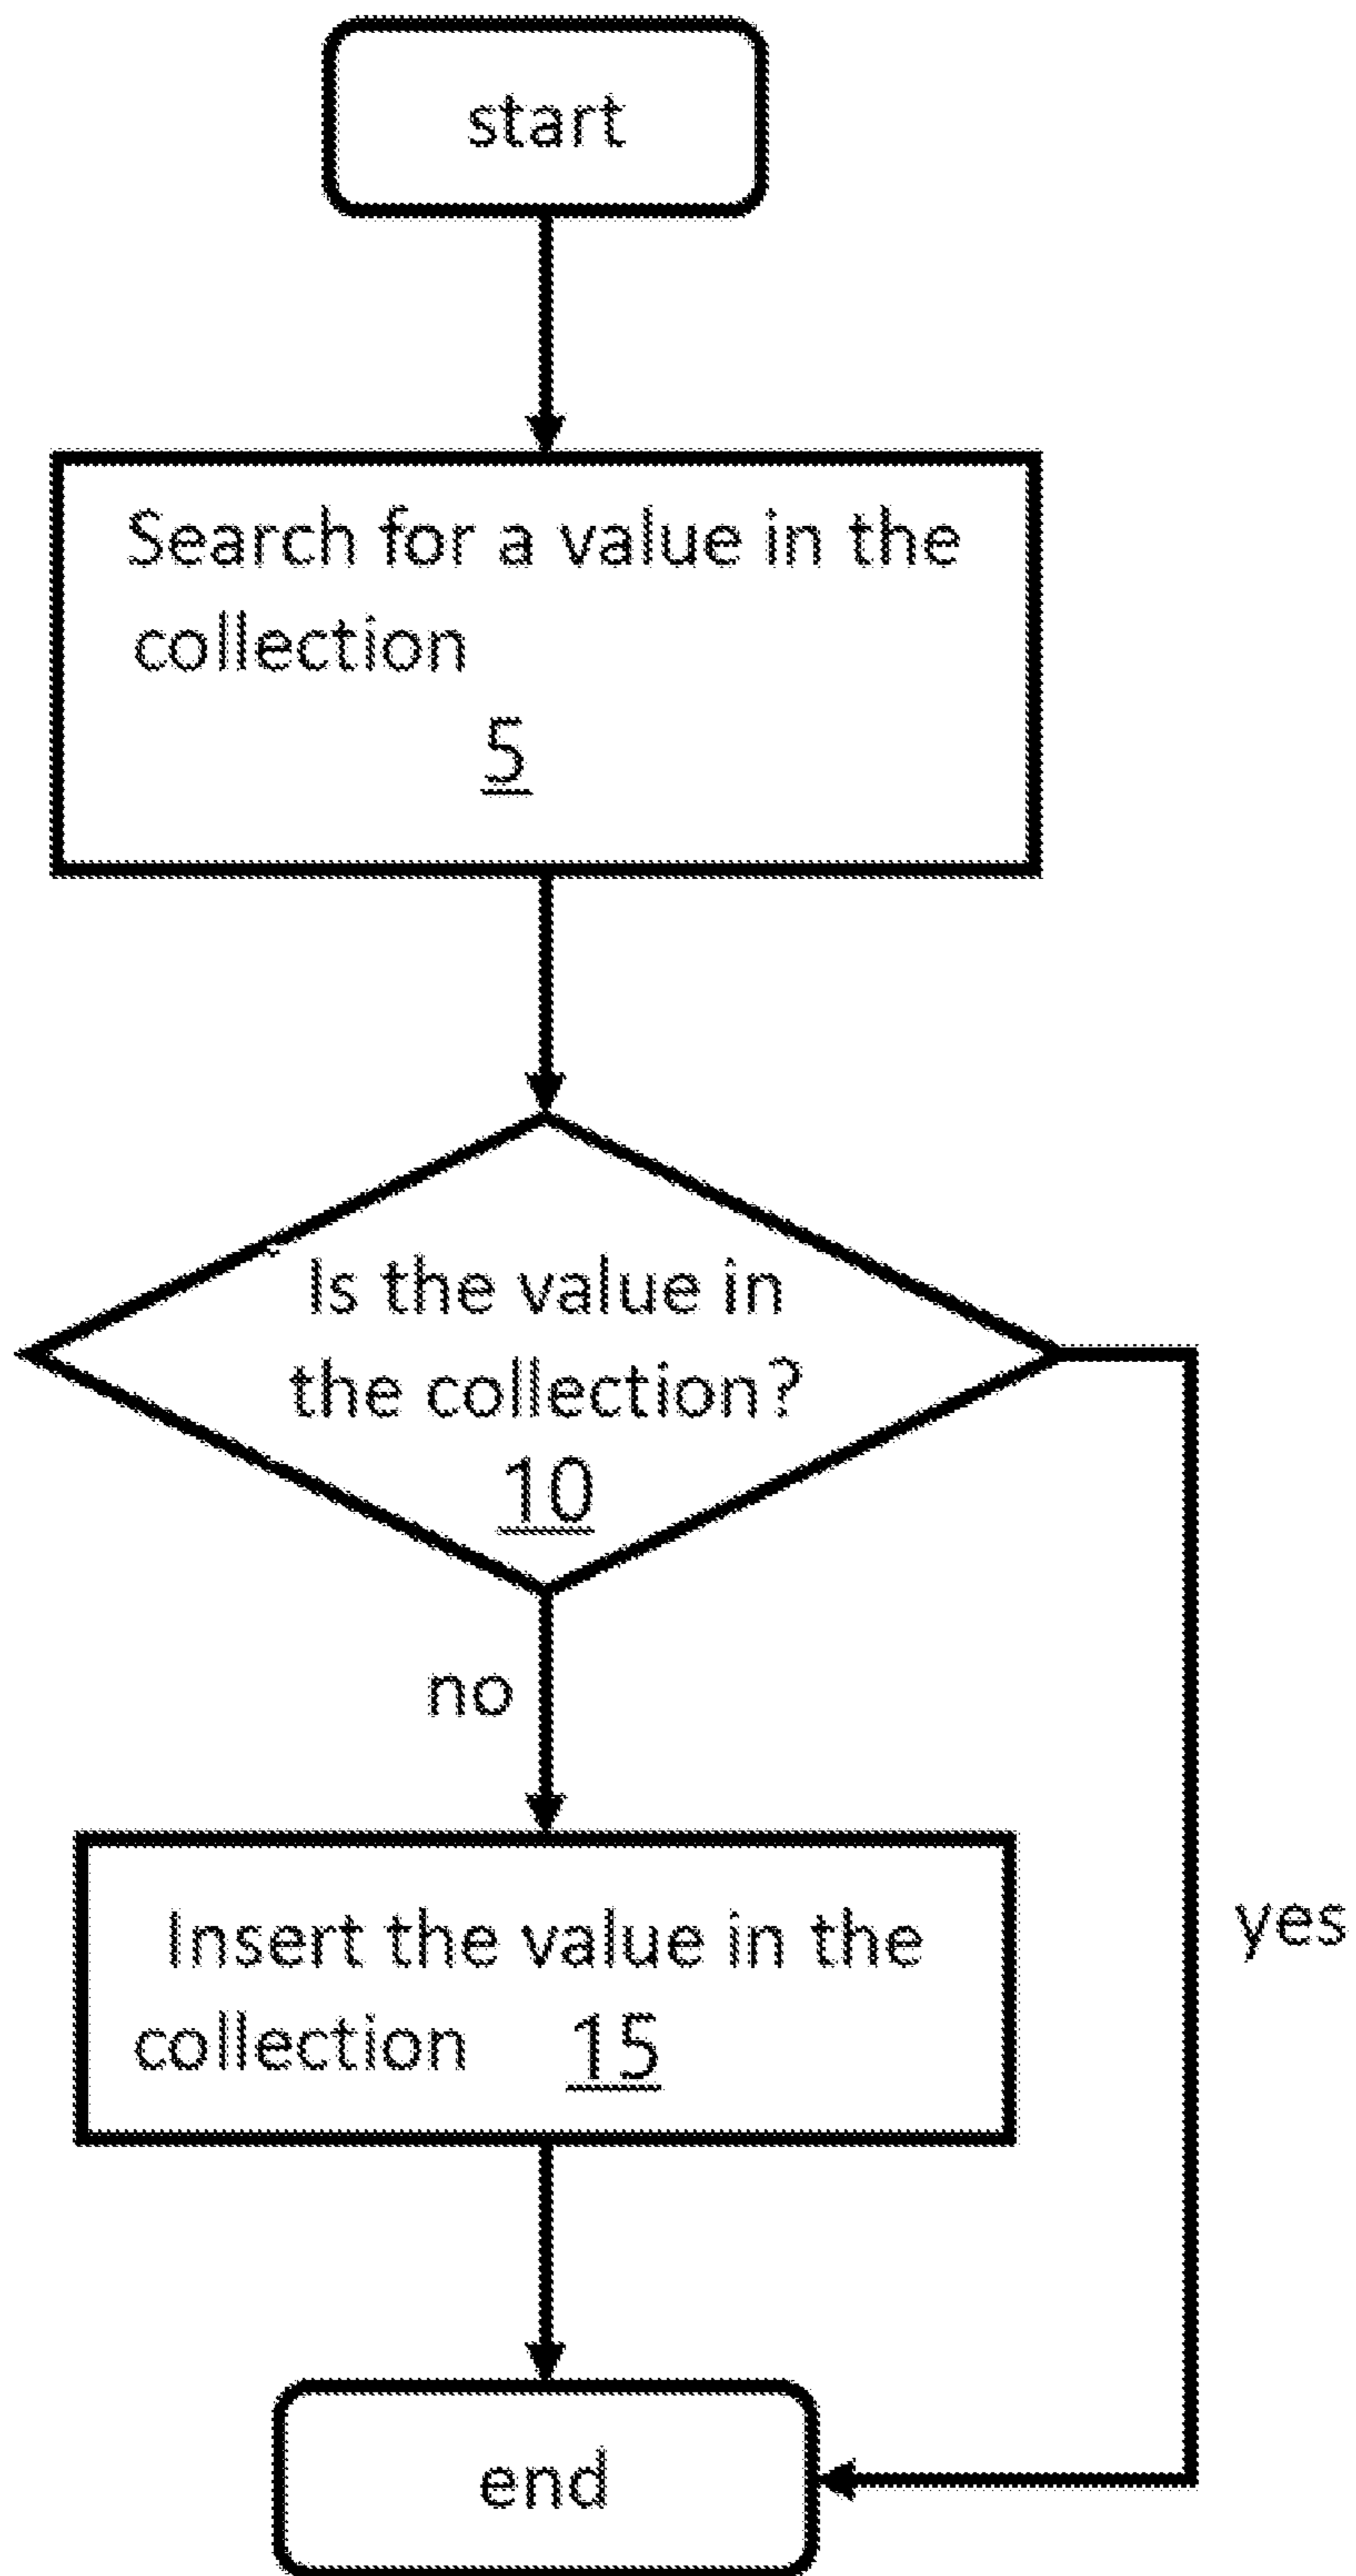 start
Search for a value in the
collection
5
Is the value in
the collection?
10
no
Insert the value in the
collection 15
yes
end